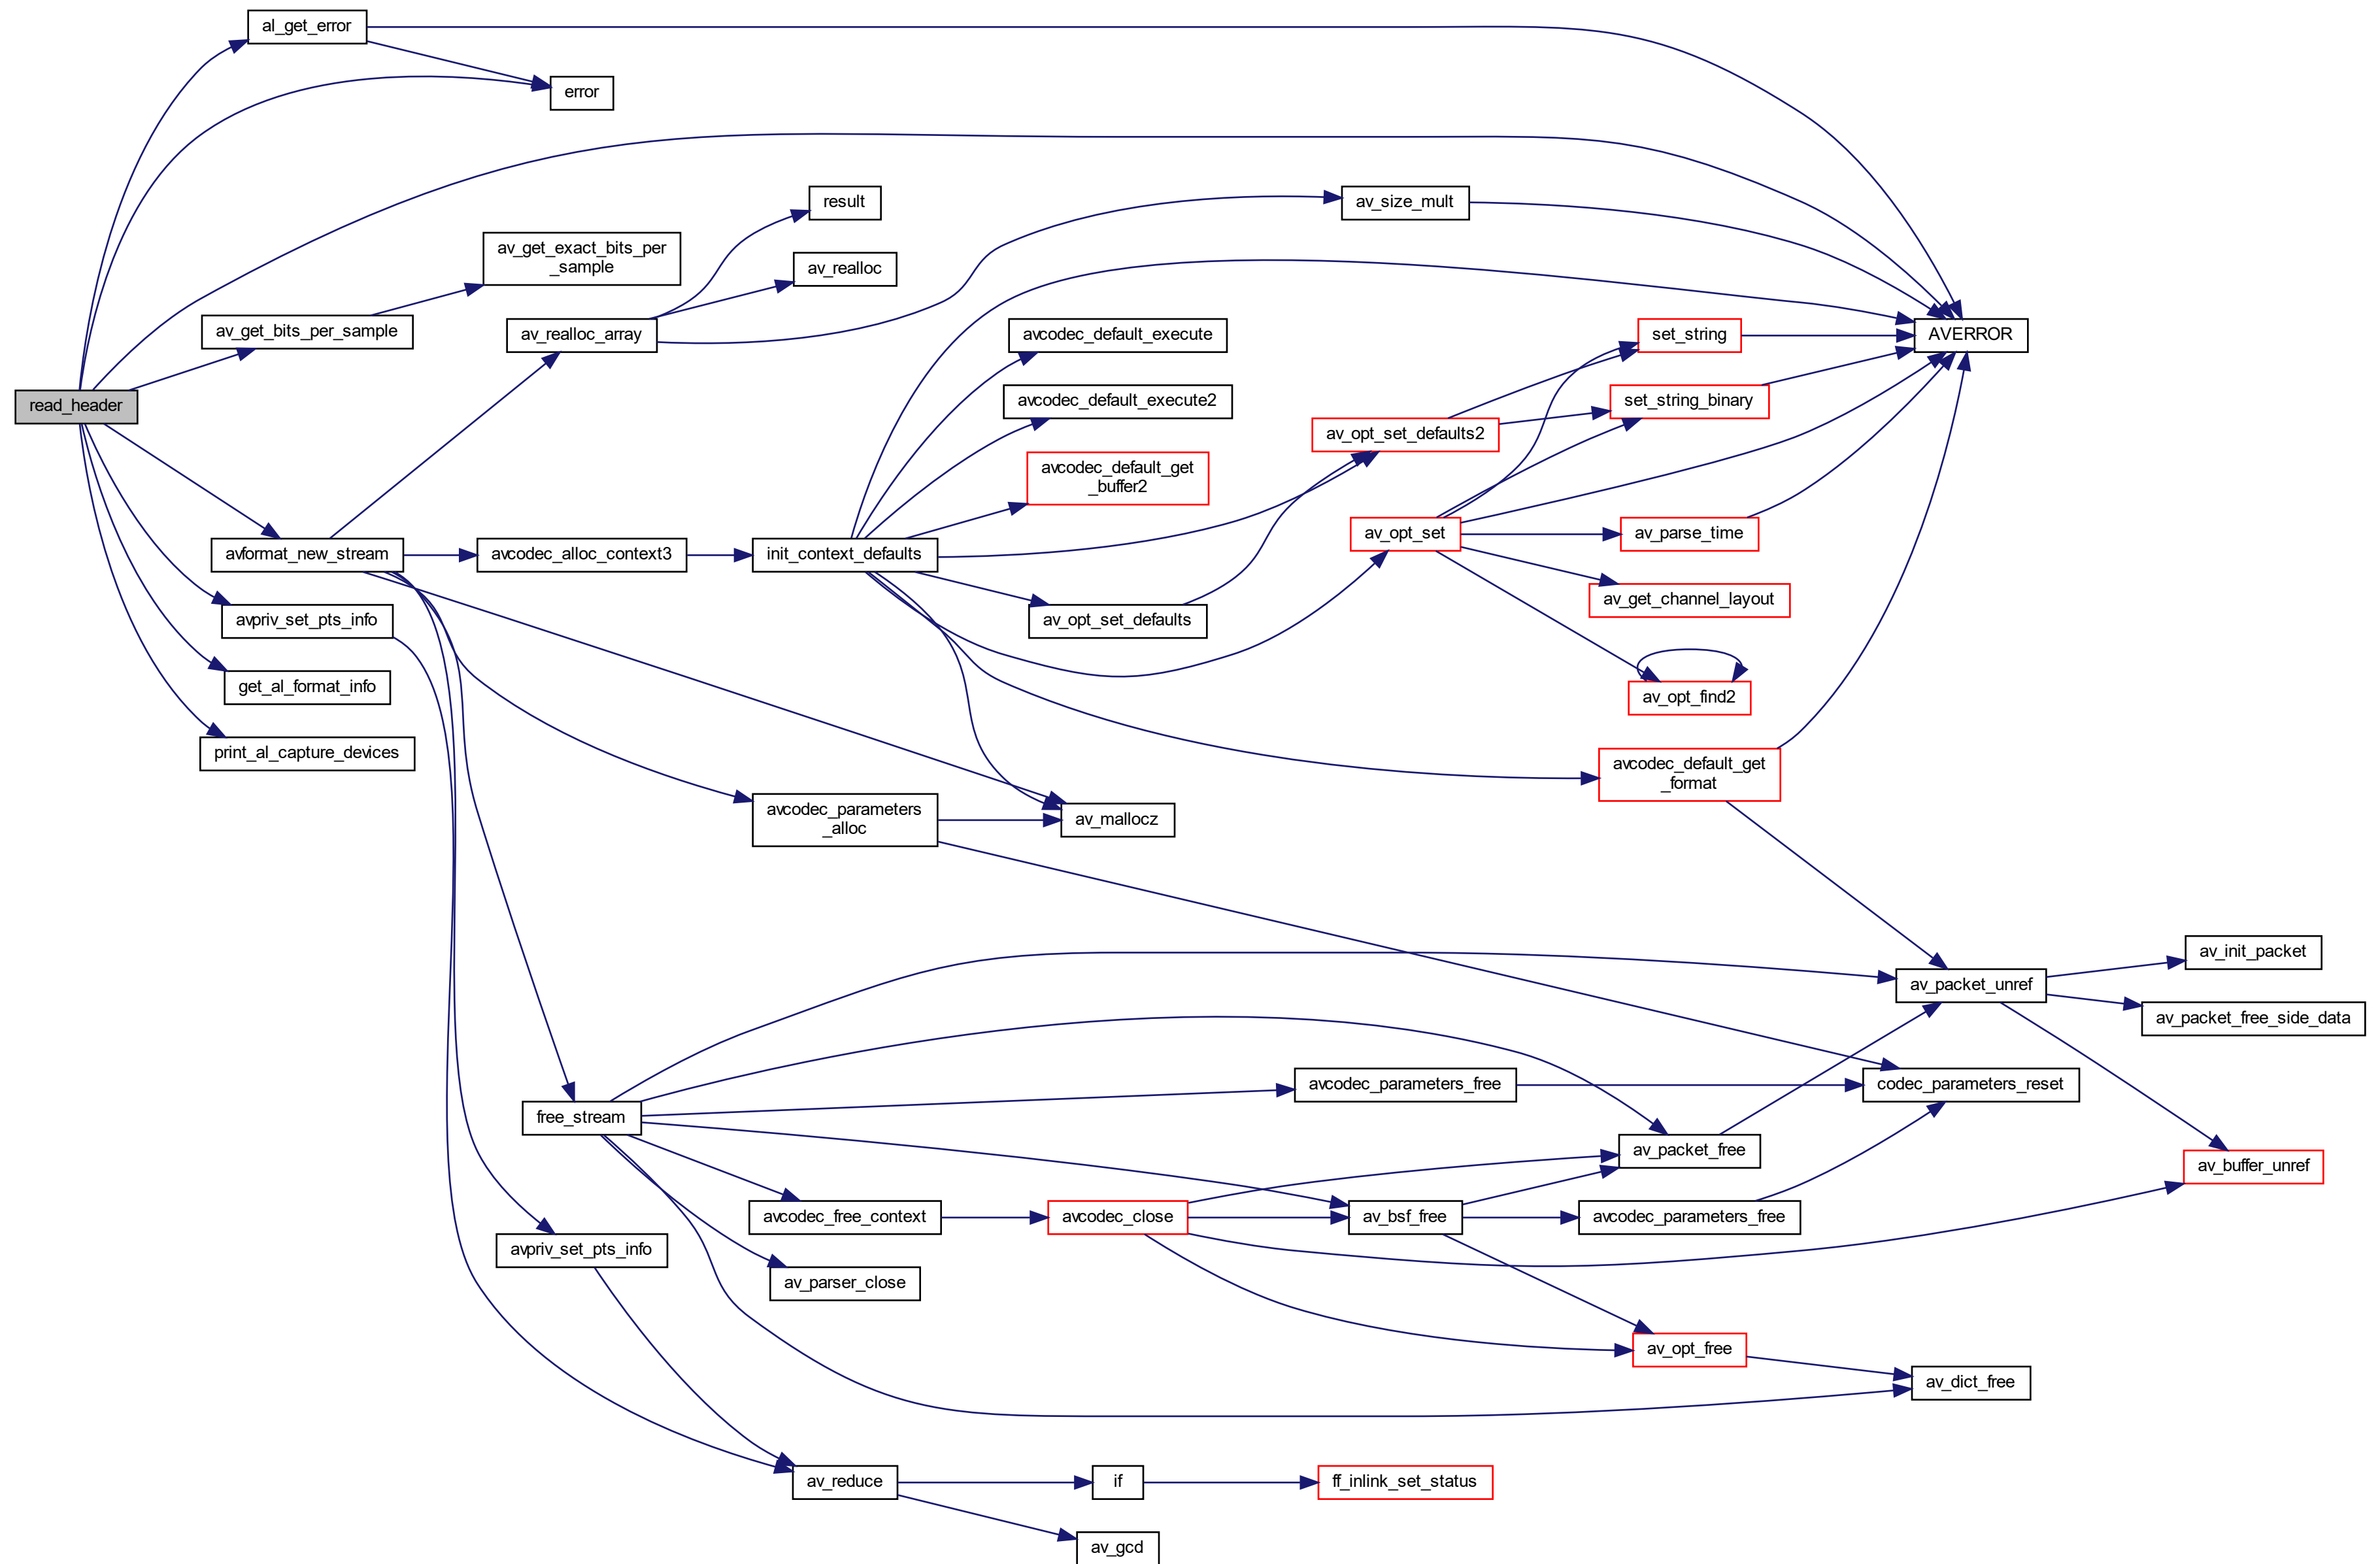 al_get_error
error
result
av_size_mult
av_get_exact_bits_per
_sample
av_realloc
av_get_bits_per_sample
av_realloc_array
avcodec_default_execute
set_string
AVERROR
read_header
avcodec_default_execute2
set_string_binary
av_opt_set_defaults2
avcodec_default_get
_buffer2
av_opt_set
av_parse_time
avformat_new_stream
avcodec_alloc_context3
init_context_defaults
av_get_channel_layout
avpriv_set_pts_info
av_opt_set_defaults
get_al_format_info
av_opt_find2
print_al_capture_devices
avcodec_default_get
_format
avcodec_parameters
_alloc
av_mallocz
av_init_packet
av_packet_unref
av_packet_free_side_data
avcodec_parameters_free
codec_parameters_reset
free_stream
av_packet_free
av_buffer_unref
avcodec_free_context
avcodec_close
av_bsf_free
avcodec_parameters_free
avpriv_set_pts_info
av_parser_close
av_opt_free
av_dict_free
av_reduce
if
ff_inlink_set_status
av_gcd